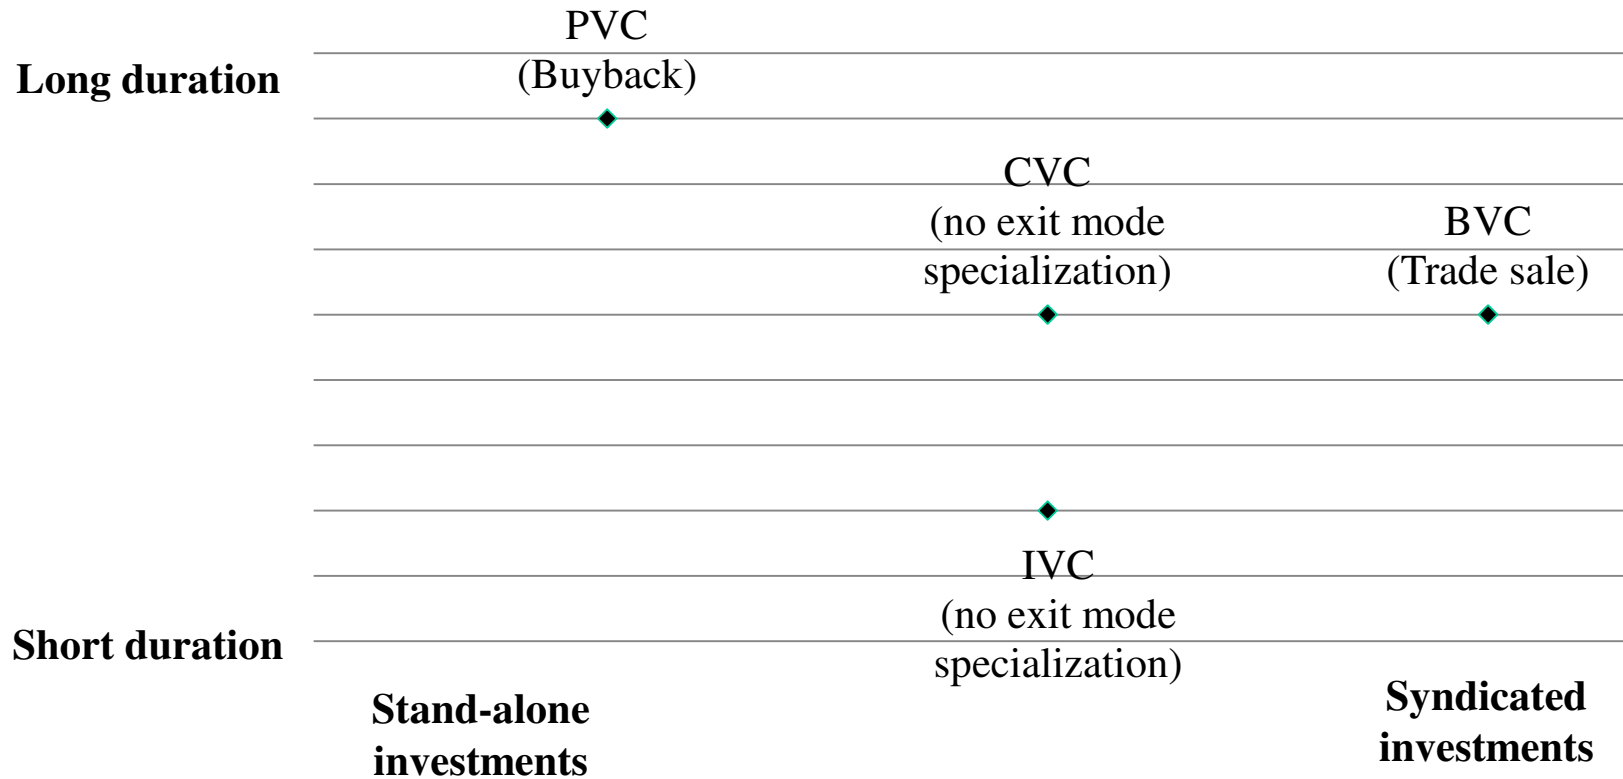 PVC
(Buyback)
Long duration
CVC
(no exit mode
specialization)
BVC
(Trade sale)
IVC
(no exit mode
specialization)
Short duration
Stand-alone
investments
Syndicated
investments